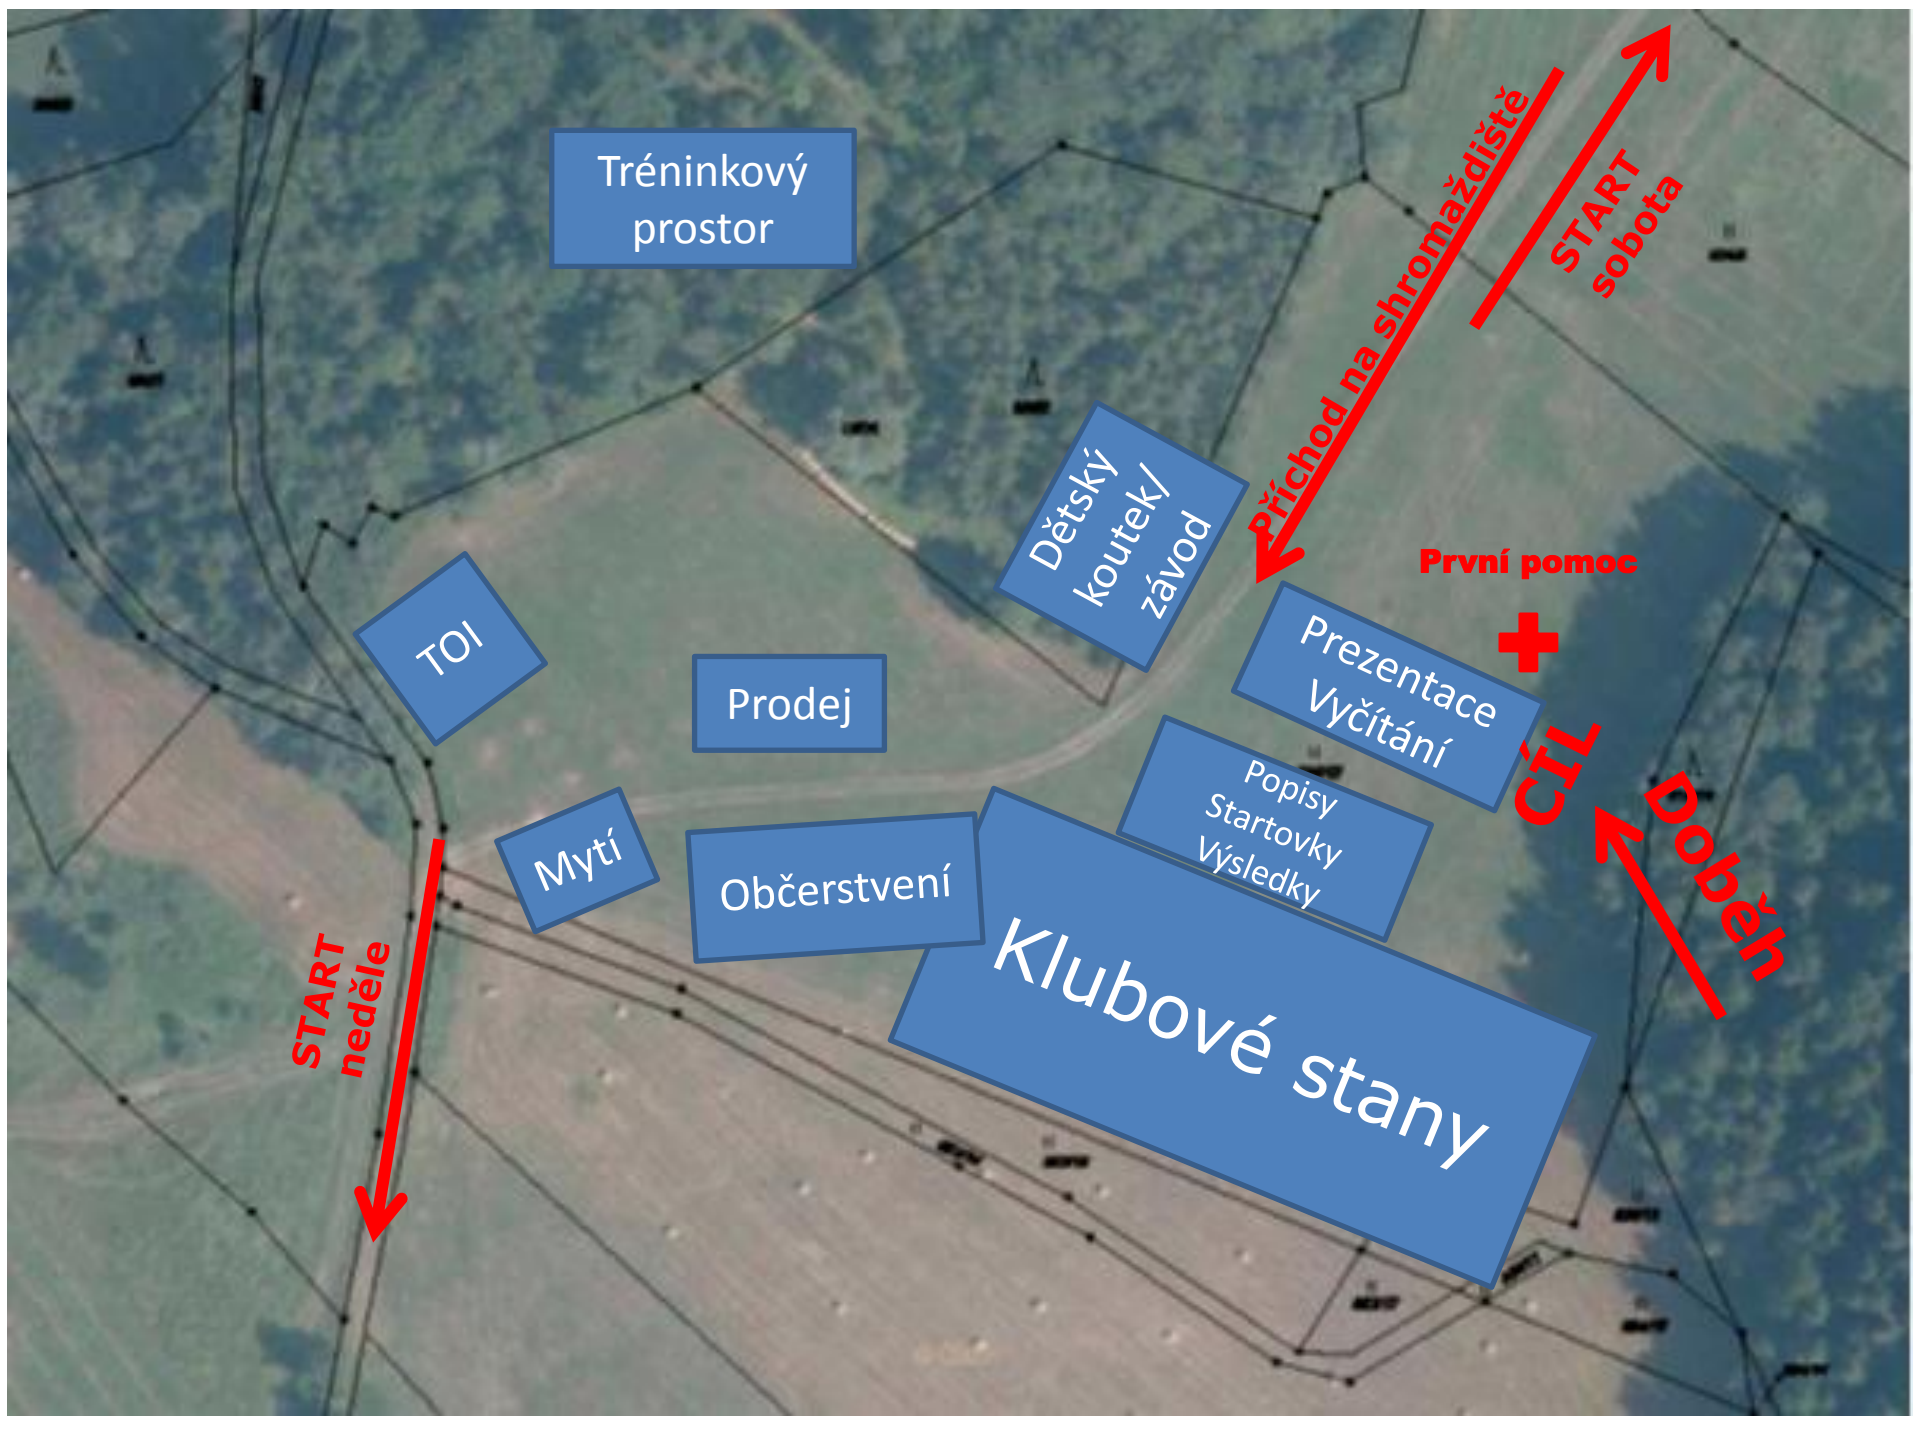 Tréninkový
prostor
Příchod na shromaždiště
START
sobota
Dětský
koutek/
závod
První pomoc
TOI
Prodej
Prezentace
Vyčítání
CÍL
Popisy
Startovky
Výsledky
Doběh
Mytí
Občerstvení
Klubové stany
START
neděle